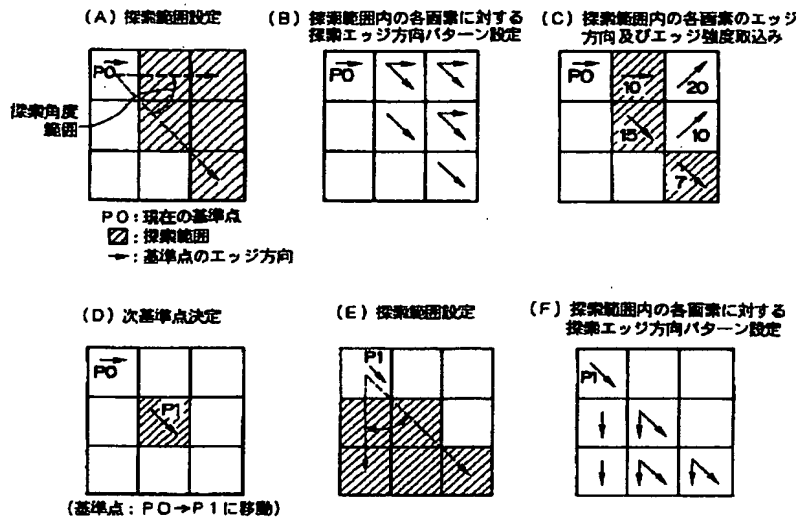 (A) 探索範囲設定
P0
探索角度
範囲
P0:現在の基準点
:探索範囲
:基準点のエッジ方向
(B) 探索範囲内の各画素に対する
探索エッジ方向パターン設定
P0
(C) 探索範囲内の各画素のエッジ
方向及びエッジ強度取込み
P0
10
20
15
10
7
(D) 次基準点決定
P0
P1
(基準点:P0→P1に移動)
(E) 探索範囲設定
P1
(F) 探索範囲内の各画素に対する
探索エッジ方向パターン設定
P1